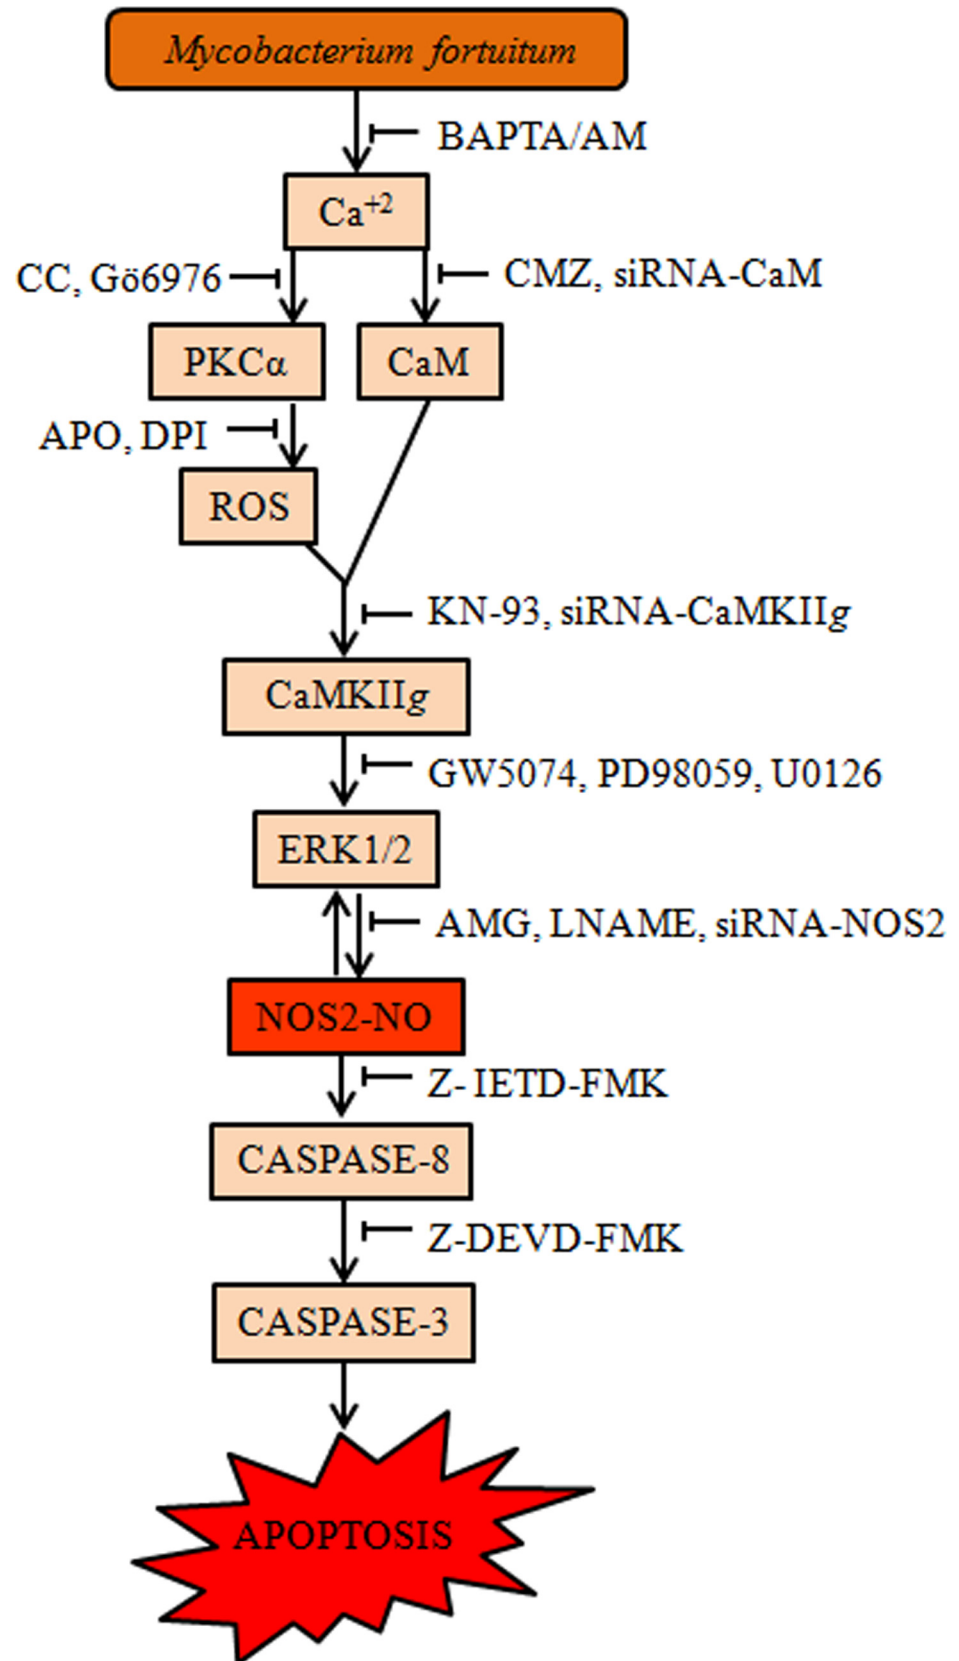 Mycobacterium fortuitum
BAPTA/AM
Ca+2
CC, Gö6976
CMZ, siRNA-CaM
PKCα
CaM
APO, DPI
ROS
KN-93, siRNA-CaMKIIg
CaMKIIg
GW5074, PD98059, U0126
ERK1/2
AMG, LNAME, siRNA-NOS2
NOS2-NO
Z- IETD-FMK
CASPASE-8
Z-DEVD-FMK
CASPASE-3
APOPTOSIS